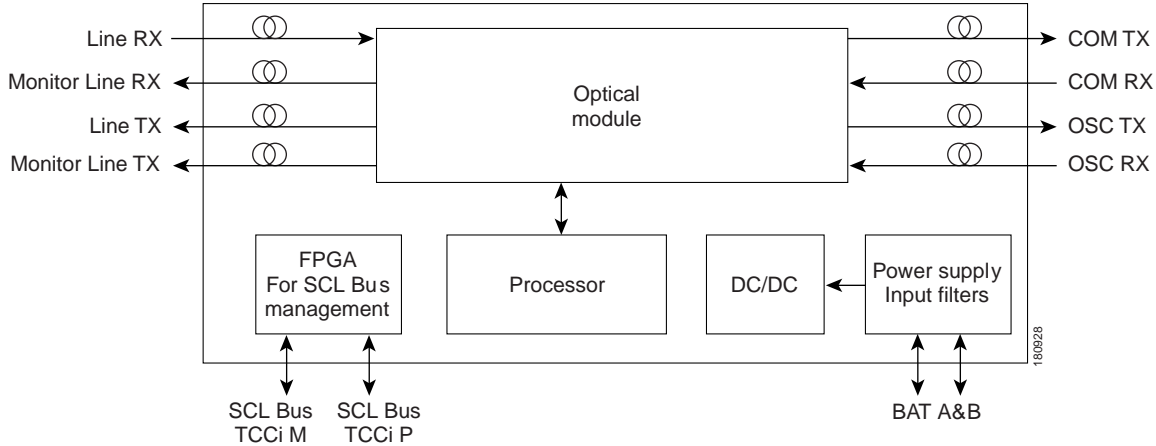 Line RX
Monitor Line RX
Line TX
Monitor Line TX
Optical
module
COM TX
COM RX
OSC TX
OSC RX
FPGA
For SCL Bus
management
Processor
DC/DC
Power supply
Input filters
180928
SCL Bus
TCCi M
SCL Bus
TCCi P
BAT A&B